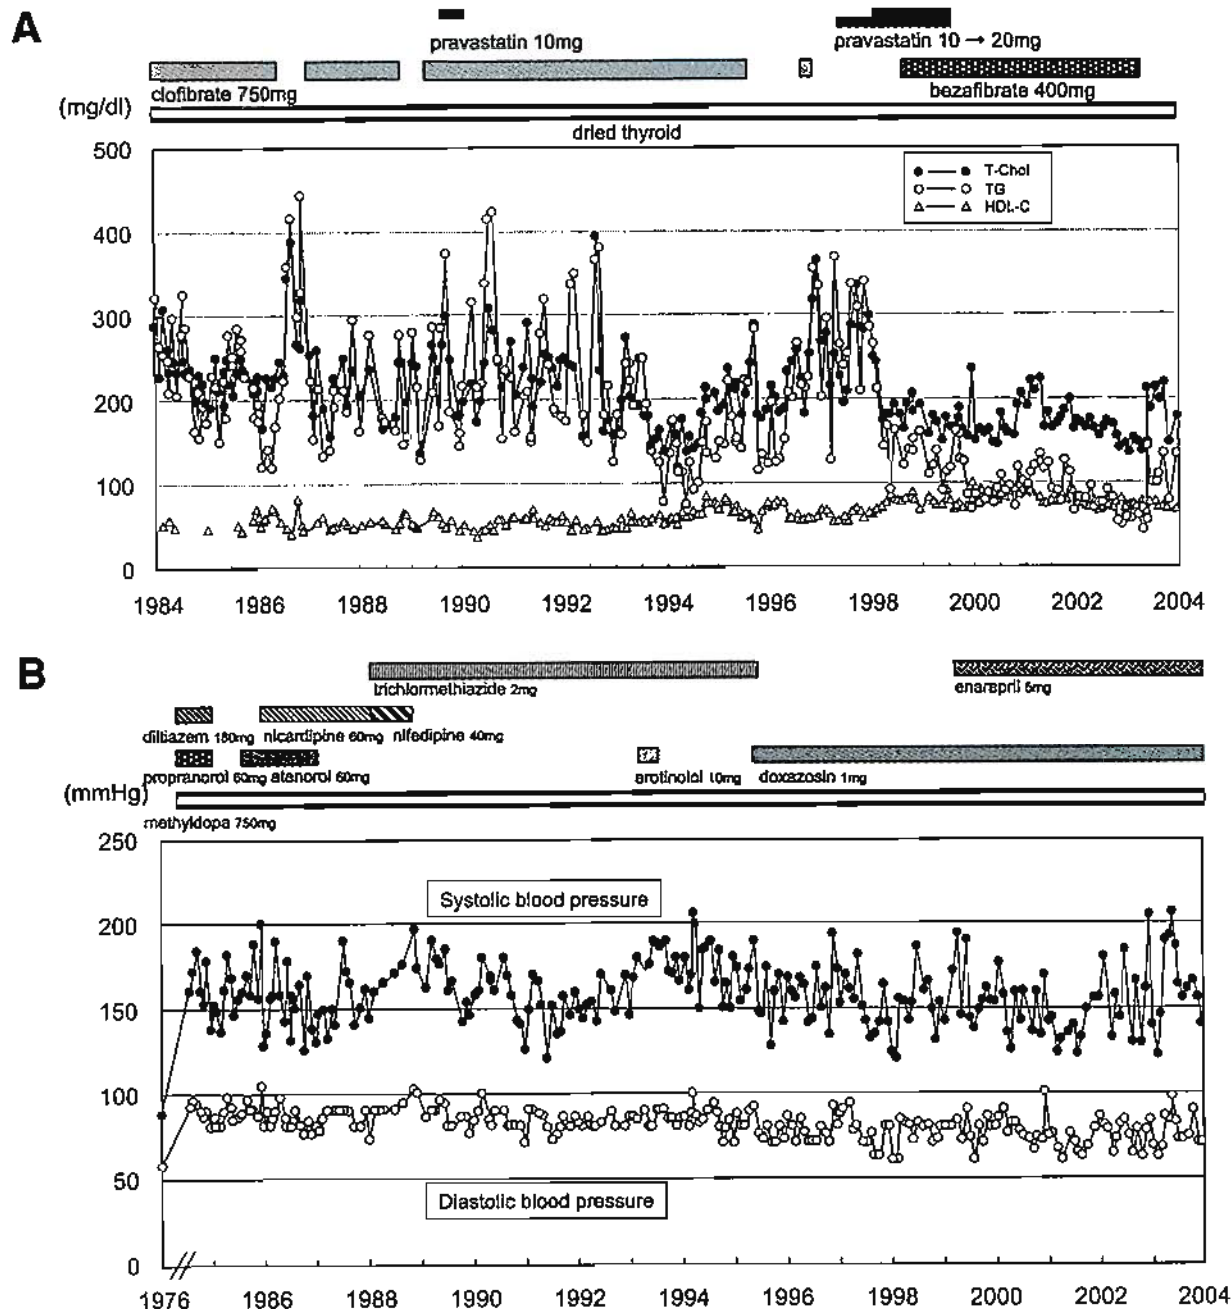 A
pravastatin 10mg
pravastatin 10 → 20mg
clofibrate 750mg
bezafibrate 400mg
(mg/dl)
dried thyroid
500
T-Chol
TG
HDL-C
400
300
200
100
0
1984 1986 1988 1990 1992 1994 1996 1998 2000 2002 2004
B
trichlormethiazide 2mg
enarapril 5mg
diltiazem 180mg nicardipine 60mg nifedipine 40mg
propranorol 60mg atenorol 60mg
arotinolol 10mg
doxazosin 1mg
(mmHg)
methyldopa 750mg
250
Systolic blood pressure
200
150
100
50
Diastolic blood pressure
0
1976 1986 1988 1990 1992 1994 1996 1998 2000 2002 2004